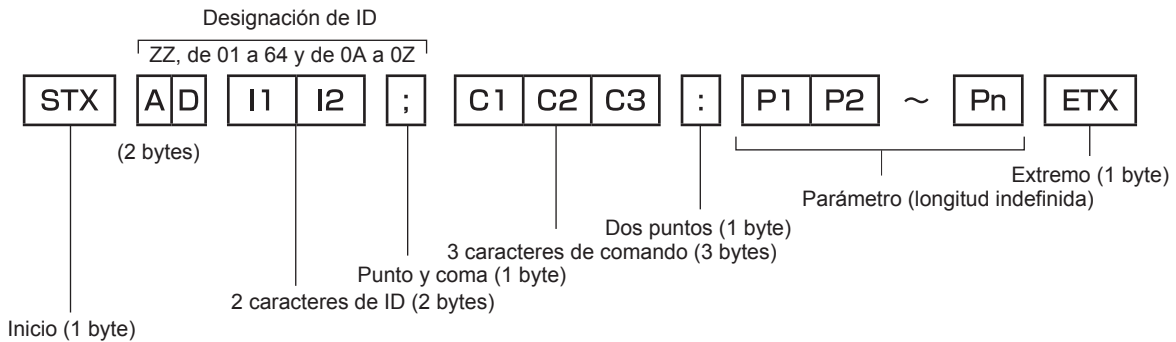 Designación de ID
ZZ, de 01 a 64 y de 0A a 0Z
STX A D I1 I2 ; C1 C2 C3 : P1 P2 ~ Pn ETX
(2 bytes)
Extremo (1 byte)
Parámetro (longitud indefinida)
Dos puntos (1 byte)
3 caracteres de comando (3 bytes)
Punto y coma (1 byte)
2 caracteres de ID (2 bytes)
Inicio (1 byte)